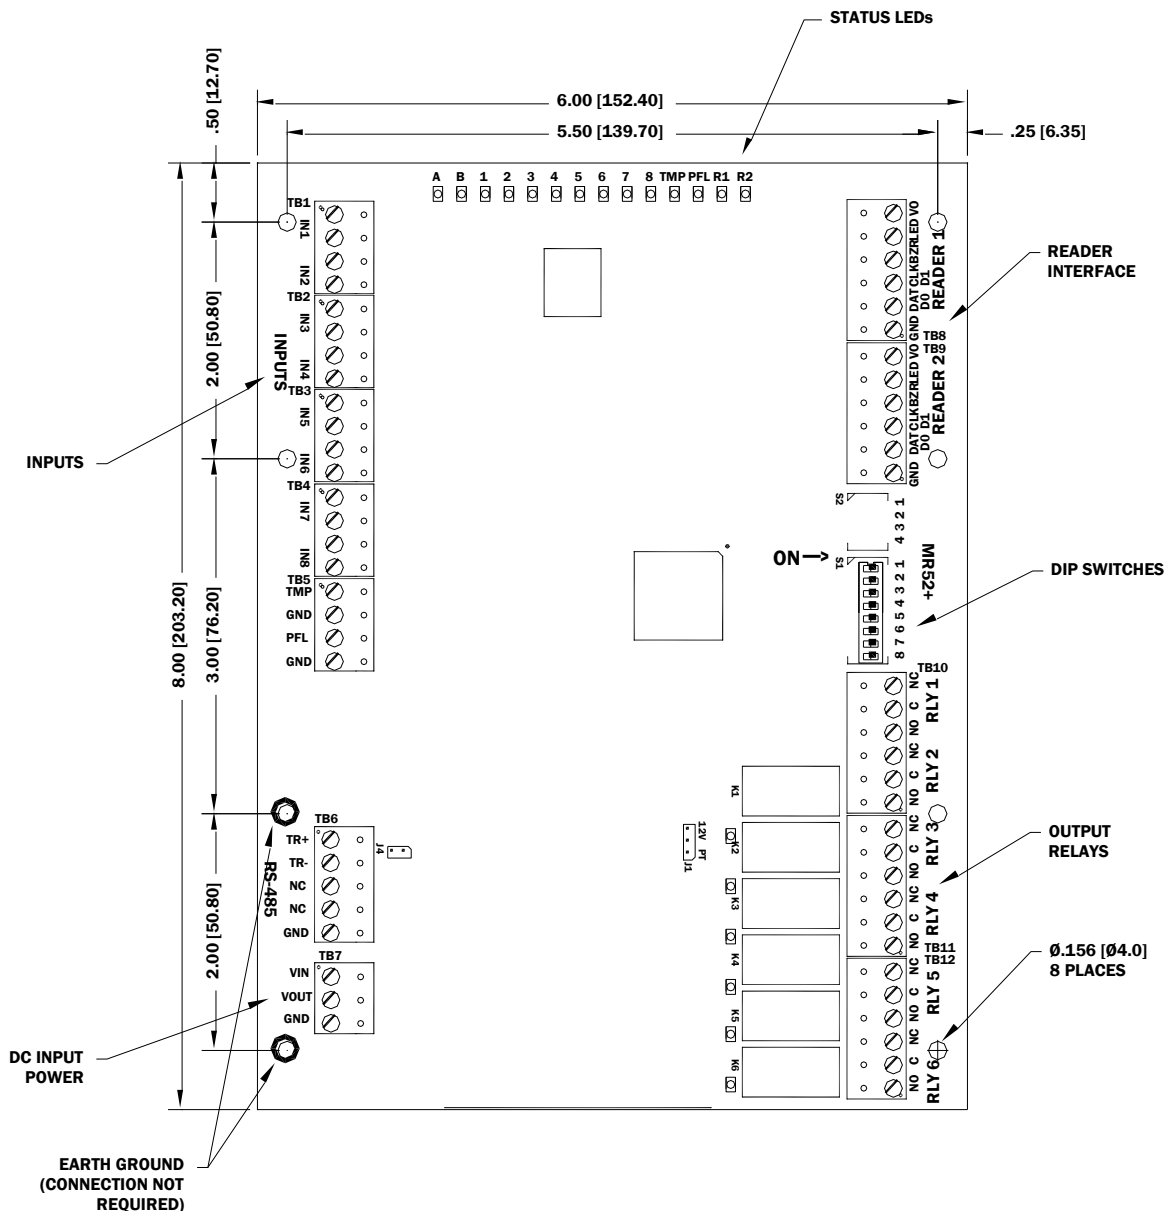 STATUS LEDs
.50 [12.70]
6.00 [152.40]
5.50 [139.70]
.25 [6.35]
A B 1 2 3 4 5 6 7 8 TMP PFL R1 R2
TB1
IN1
IN2
TB2
IN3
IN4
TB3
IN5
IN6
TB4
IN7
IN8
TB5
TMP
GND
PFL
GND
INPUTS
INPUTS
2.00 [50.80]
3.00 [76.20]
8.00 [203.20]
2.00 [50.80]
GND DAT CLK BZR LED VO
D0 D1
READER 1
TB8
TB9
GND DAT CLK BZR LED VO
D0 D1
READER 2
READER
INTERFACE
S2
4 3 2 1
ON
S1
8 7 6 5 4 3 2 1
MR52+
DIP SWITCHES
TB10
NO C NC NO C NC
RLY 2 RLY 1
NO C NC NO C NC
RLY 4 RLY 3
TB11
TB12
NO C NC NO C NC
RLY 6 RLY 5
OUTPUT
RELAYS
K1
K2
K3
K4
K5
K6
12V PT
J1
J4
TB6
TR+
TR-
NC
NC
GND
RS-485
TB7
VIN
VOUT
GND
Ø.156 [Ø4.0]
8 PLACES
DC INPUT
POWER
EARTH GROUND
(CONNECTION NOT
REQUIRED)